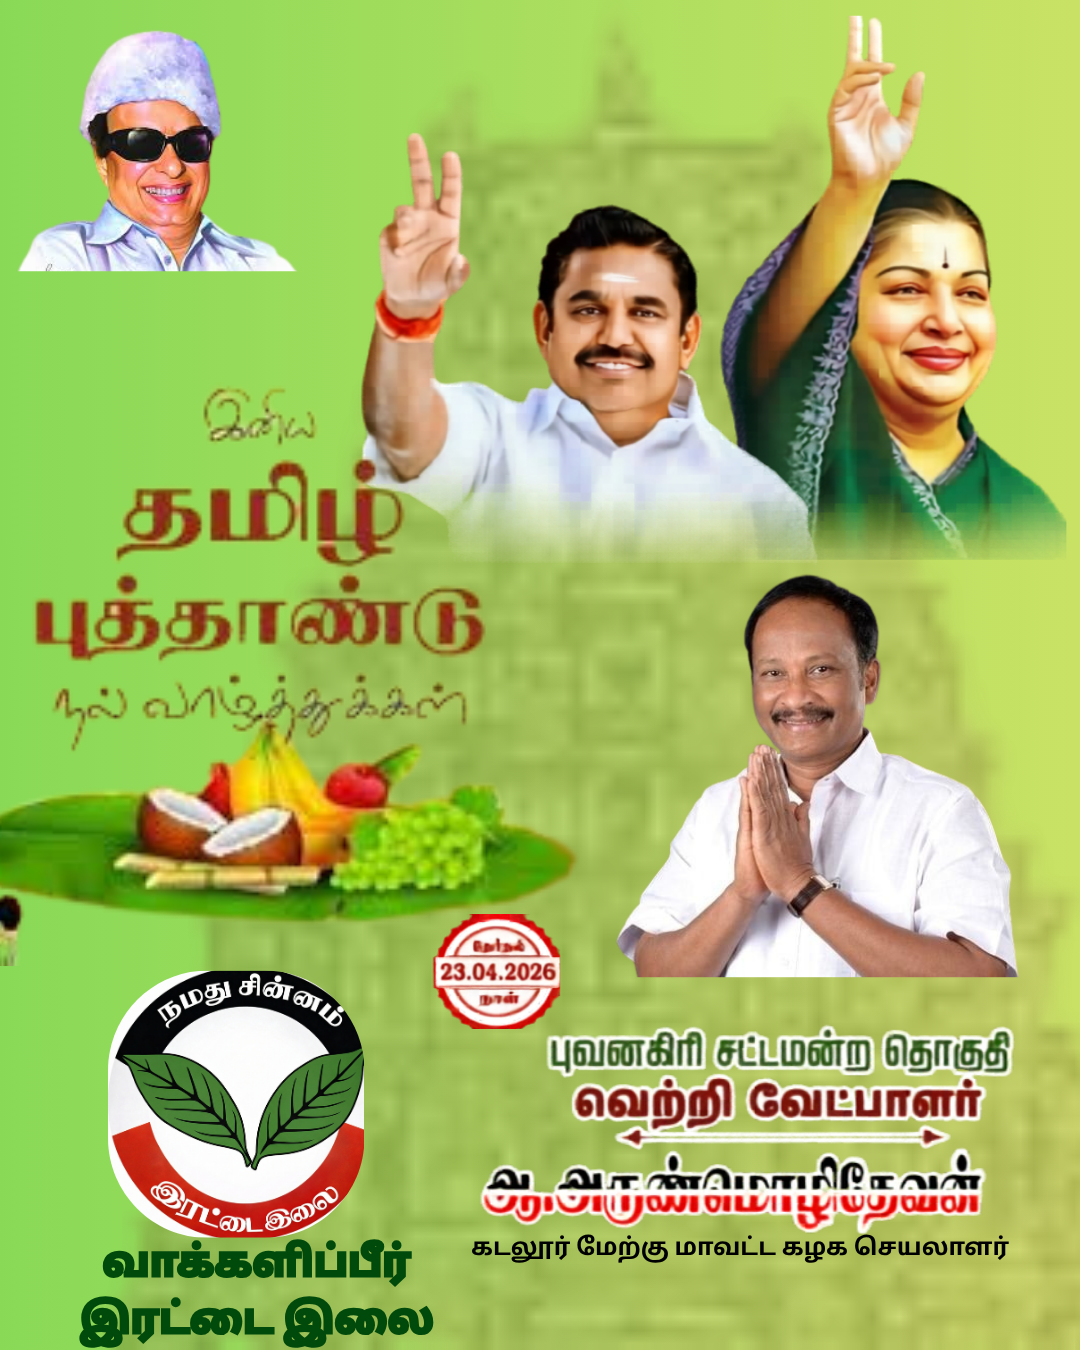 இனிய
தமிழ்
புத்தாண்டு
நல் வாழ்த்துக்கள்
தேர்தல்
23.04.2026
நாள்
நமது சின்னம்
இரட்டை இலை
வாக்களிப்பீர்
இரட்டை இலை
புவனகிரி சட்டமன்ற தொகுதி
வெற்றி வேட்பாளர்
ஆ.அருண்மொழிதேவன்
கடலூர் மேற்கு மாவட்ட கழக செயலாளர்